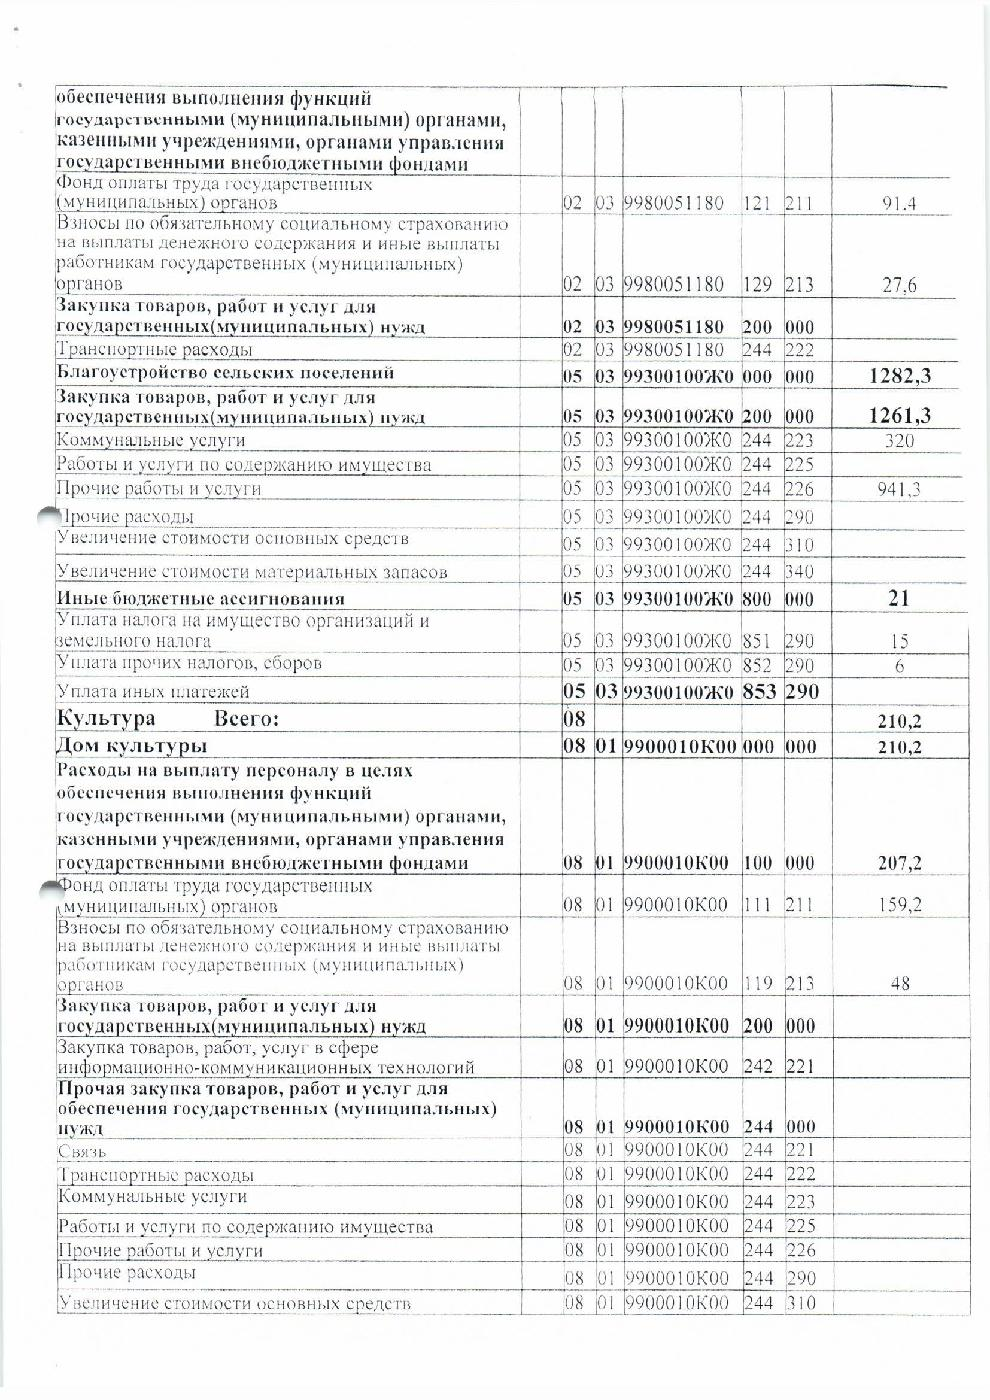 обеспечения выполнения функций
государственными (муниципальными) органами,
казенными учреждениями, органами управления
государственными внебюджетными фондами
Фонд оплаты труда государственных
(муниципальных) органов 02 03 9980051180 121 211 91.4
Взносы по обязательному социальному страхованию
на выплаты денежного содержания и иные выплаты
работникам государственных (муниципальных)
органов 02 03 9980051180 129 213 27,6
Закупка товаров, работ и услуг для
государственных(муниципальных) нужд 02 03 9980051180 200 000
Транспортные расходы 02 03 9980051180 244 222
Благоустройство сельских поселений 05 03 99300100Ж0 000 000 1282,3
Закупка товаров, работ и услуг для
государственных(муниципальных) нужд 05 03 99300100Ж0 200 000 1261,3
Коммунальные услуги 05 03 99300100Ж0 244 223 320
Работы и услуги по содержанию имущества 05 03 99300100Ж0 244 225
Прочие работы и услуги 05 03 99300100Ж0 244 226 941,3
Прочие расходы 05 03 99300100Ж0 244 290
Увеличение стоимости основных средств 05 03 99300100Ж0 244 310
Увеличение стоимости материальных запасов 05 03 99300100Ж0 244 340
Иные бюджетные ассигнования 05 03 99300100Ж0 800 000 21
Уплата налога на имущество организаций и
земельного налога 05 03 99300100Ж0 851 290 15
Уплата прочих налогов, сборов 05 03 99300100Ж0 852 290 6
Уплата иных платежей 05 03 99300100Ж0 853 290
Культура Всего: 08 210,2
Дом культуры 08 01 9900010К00 000 000 210,2
Расходы на выплату персоналу в целях
обеспечения выполнения функций
государственными (муниципальными) органами,
казенными учреждениями, органами управления
государственными внебюджетными фондами 08 01 9900010К00 100 000 207,2
Фонд оплаты труда государственных
(муниципальных) органов 08 01 9900010К00 111 211 159,2
Взносы по обязательному социальному страхованию
на выплаты денежного содержания и иные выплаты
работникам государственных (муниципальных)
органов 08 01 9900010К00 119 213 48
Закупка товаров, работ и услуг для
государственных(муниципальных) нужд 08 01 9900010К00 200 000
Закупка товаров, работ, услуг в сфере
информационно-коммуникационных технологий 08 01 9900010К00 242 221
Прочая закупка товаров, работ и услуг для
обеспечения государственных (муниципальных)
нужд 08 01 9900010К00 244 000
Связь 08 01 9900010К00 244 221
Транспортные расходы 08 01 9900010К00 244 222
Коммунальные услуги 08 01 9900010К00 244 223
Работы и услуги по содержанию имущества 08 01 9900010К00 244 225
Прочие работы и услуги 08 01 9900010К00 244 226
Прочие расходы 08 01 9900010К00 244 290
Увеличение стоимости основных средств 08 01 9900010К00 244 310